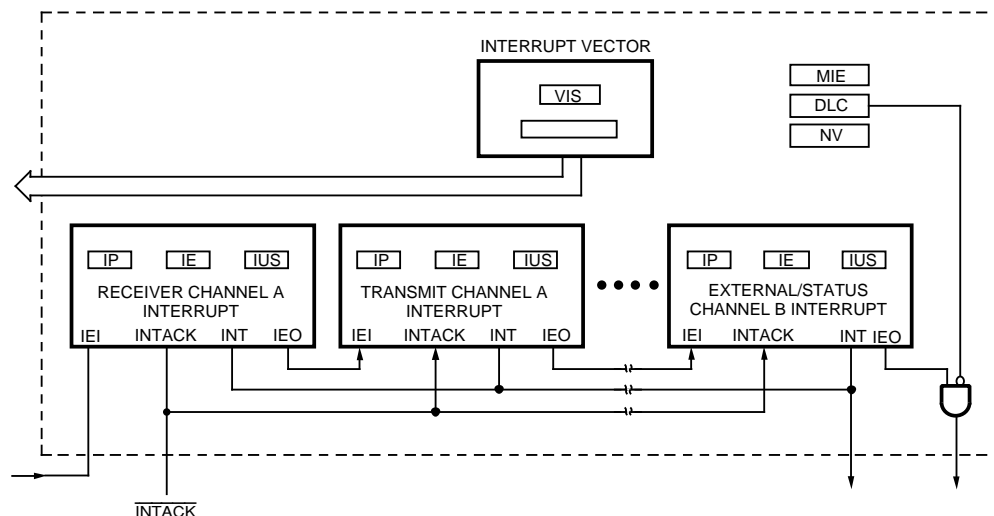 INTERRUPT VECTOR
VIS
MIE
DLC
NV
IP IE IUS
RECEIVER CHANNEL A
INTERRUPT
IEI INTACK INT IEO
IP IE IUS
TRANSMIT CHANNEL A
INTERRUPT
IEI INTACK INT IEO
IP IE IUS
EXTERNAL/STATUS
CHANNEL B INTERRUPT
IEI INTACK INT IEO
INTACK